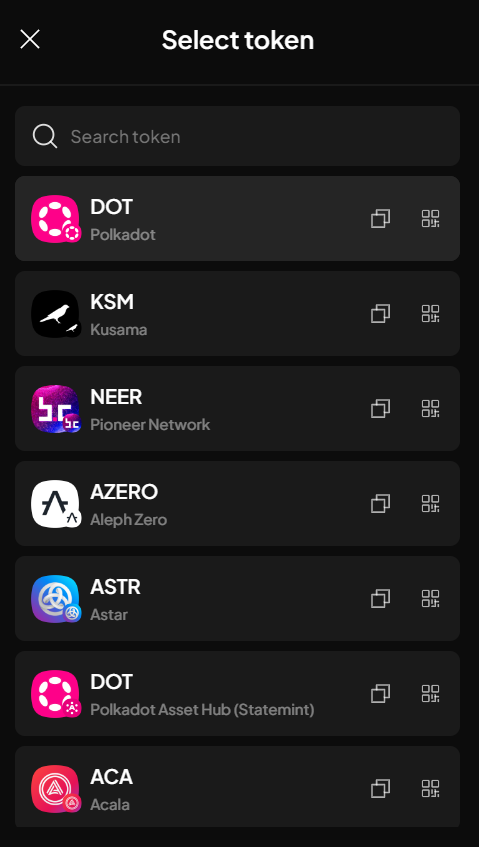 Select token
Search token
DOT
Polkadot
KSM
Kusama
NEER
Pioneer Network
AZERO
Aleph Zero
ASTR
Astar
DOT
Polkadot Asset Hub (Statemint)
ACA
Acala